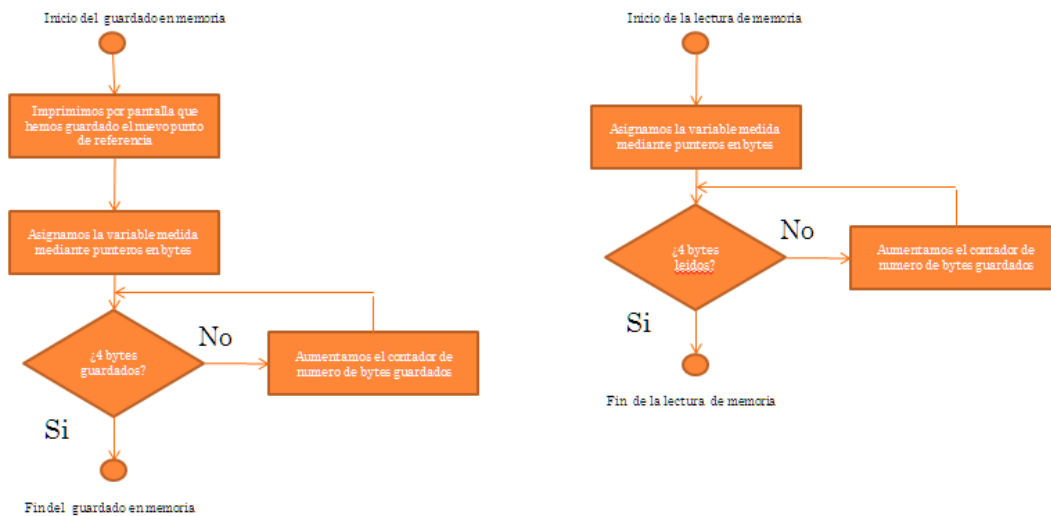 Inicio del guardado en memoria
Imprimimos por pantalla que
hemos guardado el nuevo punto
de referencia
Asignamos la variable medida
mediante punteros en bytes
¿4 bytes
guardados?
No
Aumentamos el contador de
numero de bytes guardados
Si
Fin del guardado en memoria
Inicio de la lectura de memoria
Asignamos la variable medida
mediante punteros en bytes
¿4 bytes
leidos?
No
Aumentamos el contador de
numero de bytes guardados
Si
Fin de la lectura de memoria